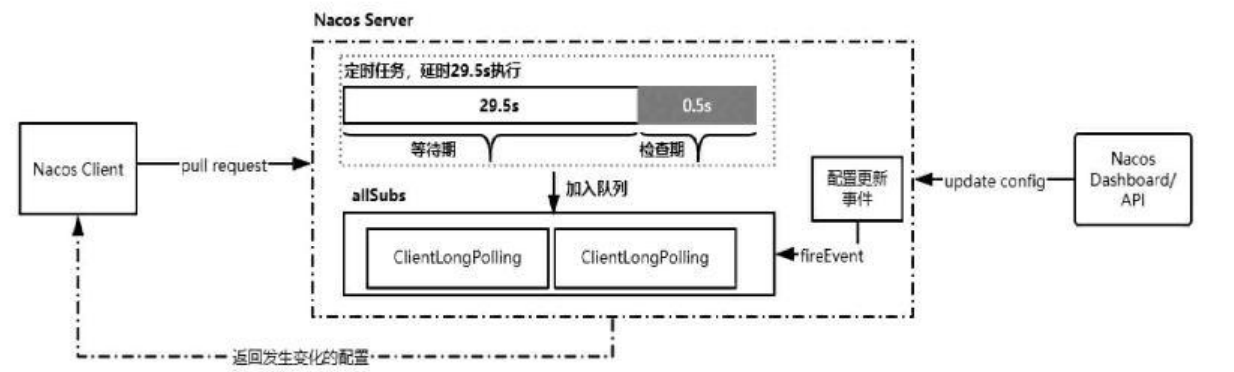 Nacos Server
定时任务，延时29.5s执行
29.5s
0.5s
等待期
检查期
Nacos Client
pull request
加入队列
allSubs
ClientLongPolling
ClientLongPolling
配置更新
事件
fireEvent
update config
Nacos
Dashboard/
API
返回发生变化的配置